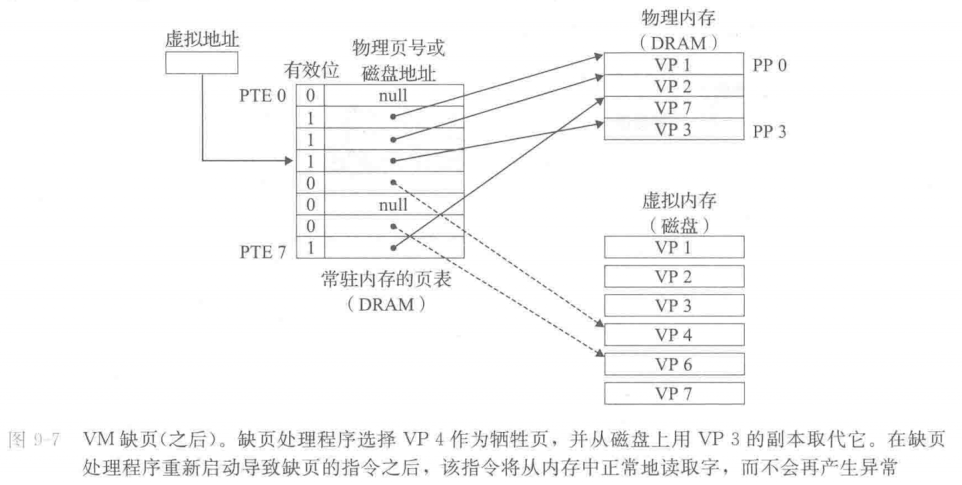 虚拟地址
物理页号或
磁盘地址
有效位
PTE 0
0
null
1
1
1
0
0
null
0
PTE 7
1
常驻内存的页表
（DRAM）
物理内存
（DRAM）
VP 1
PP 0
VP 2
VP 7
VP 3
PP 3
虚拟内存
（磁盘）
VP 1
VP 2
VP 3
VP 4
VP 6
VP 7
图 9-7 VM 缺页(之后)。缺页处理程序选择 VP 4 作为牺牲页，并从磁盘上用 VP 3 的副本取代它。在缺页
处理程序重新启动导致缺页的指令之后，该指令将从内存中正常地读取字，而不会再产生异常